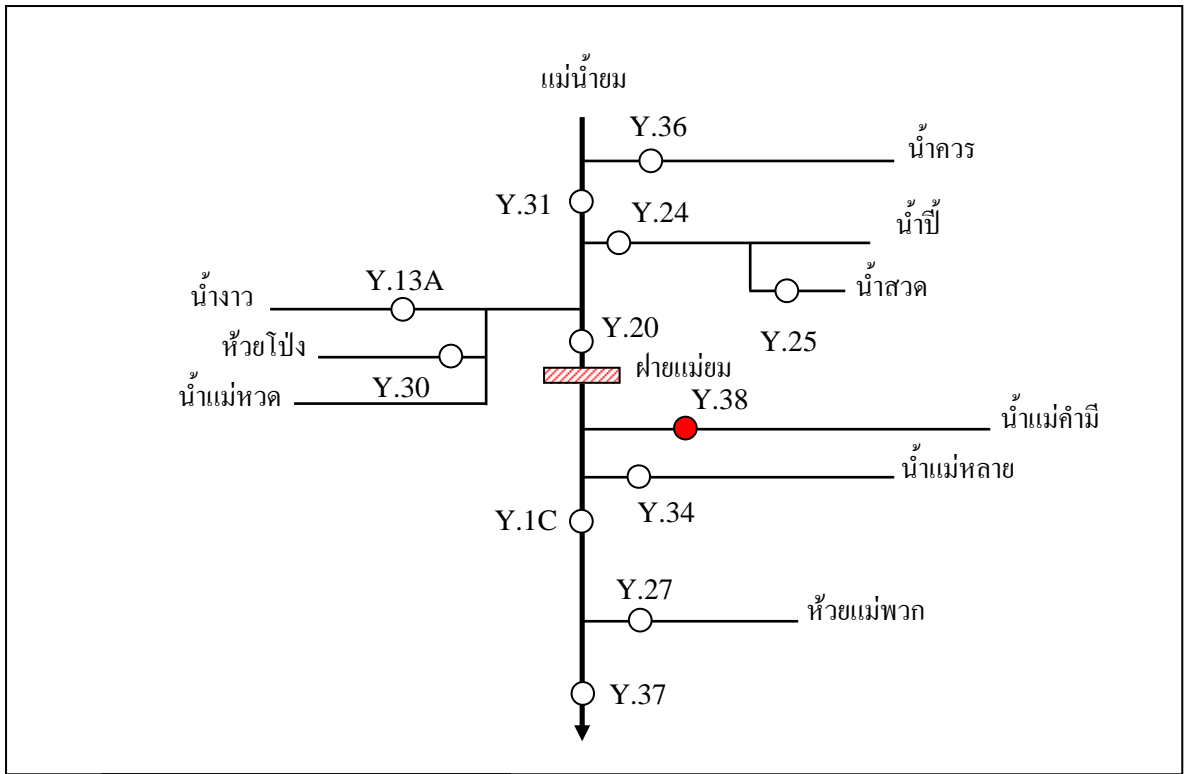 แม่น้ำยม
Y.36
น้ำควร
Y.31
Y.24
น้ำปี้
Y.13A
น้ำงาว
น้ำสวด
Y.20
Y.25
ห้วยโป่ง
ฝายแม่ยม
Y.30
น้ำแม่หวด
Y.38
น้ำแม่คำมี
น้ำแม่หลาย
Y.34
Y.1C
Y.27
ห้วยแม่พวก
Y.37